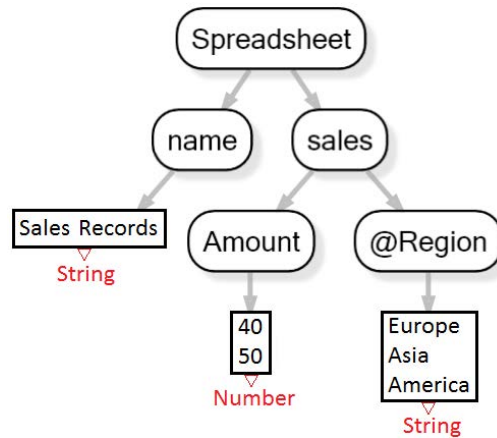 Spreadsheet
name
sales
Sales Records
String
Amount
@Region
40
50
Number
Europe
Asia
America
String